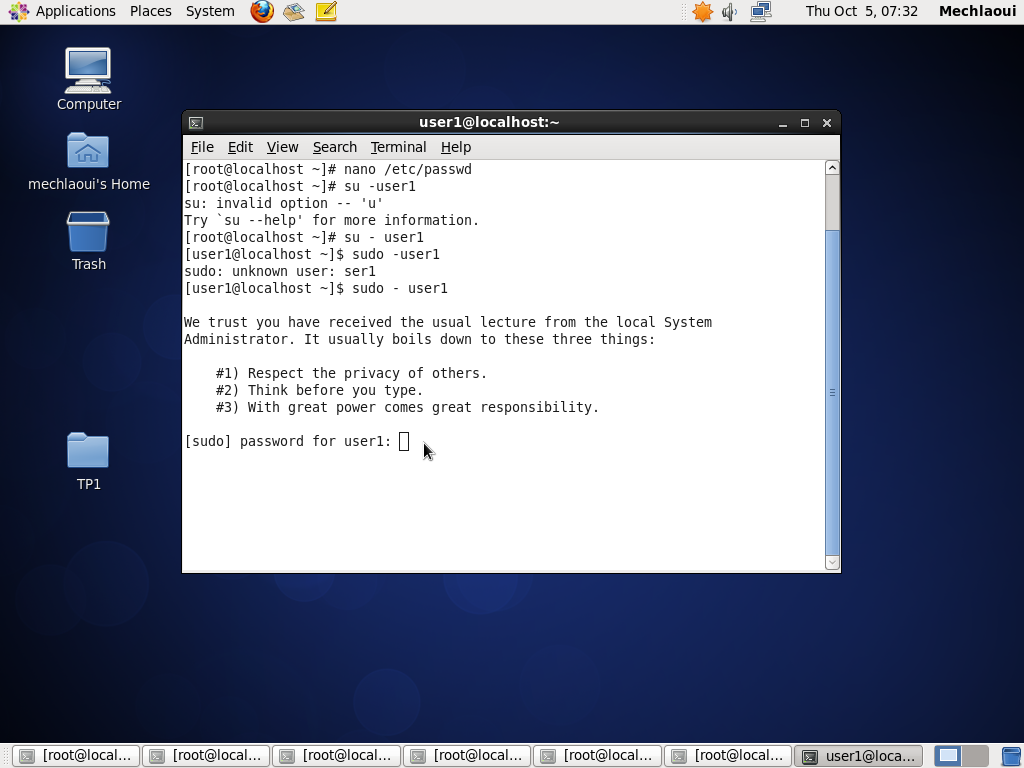 Applications Places System Thu Oct 5, 07:32 Mechlaoui
Computer
mechlaoui's Home
Trash
TP1
user1@localhost:~
File Edit View Search Terminal Help
[root@localhost ~]# nano /etc/passwd
[root@localhost ~]# su -user1
su: invalid option -- 'u'
Try `su --help' for more information.
[root@localhost ~]# su - user1
[user1@localhost ~]$ sudo -user1
sudo: unknown user: ser1
[user1@localhost ~]$ sudo - user1
We trust you have received the usual lecture from the local System
Administrator. It usually boils down to these three things:
#1) Respect the privacy of others.
#2) Think before you type.
#3) With great power comes great responsibility.
[sudo] password for user1:
[root@local... [root@local... [root@local... [root@local... [root@local... [root@local... user1@loca...